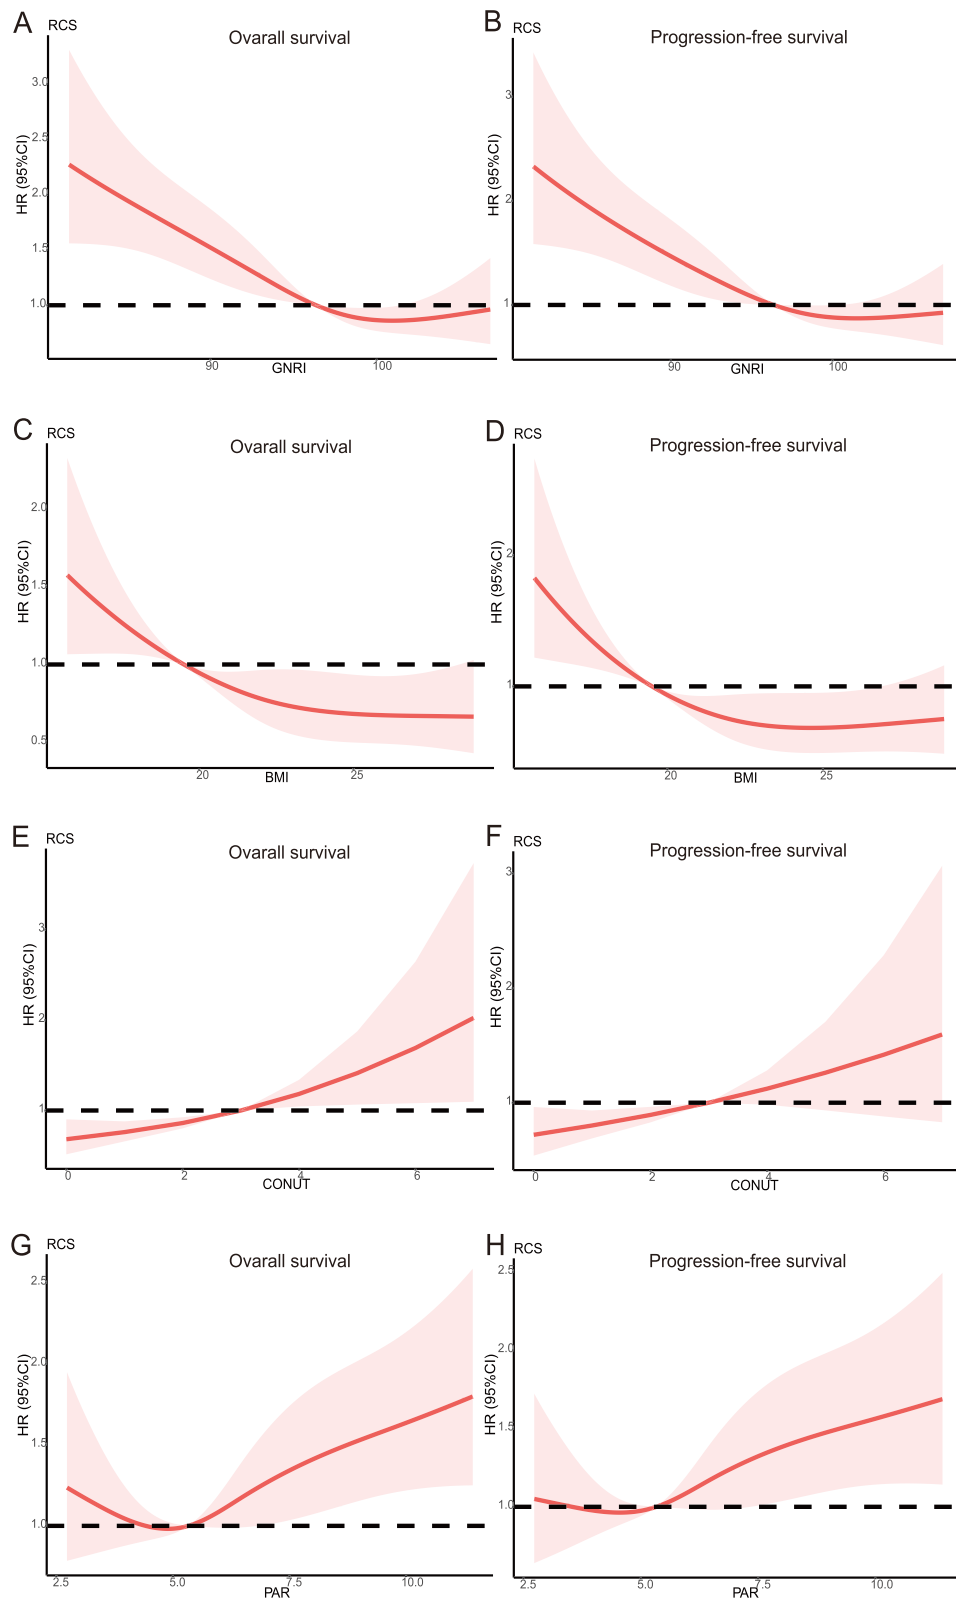 A
RCS
Ovarall survival
HR (95%CI)
3.0
2.5
2.0
1.5
1.0
90
100
GNRI
B
RCS
Progression-free survival
HR (95%CI)
3
2
1
90
100
GNRI
C
RCS
Ovarall survival
HR (95%CI)
2.0
1.5
1.0
0.5
20
25
BMI
D
RCS
Progression-free survival
HR (95%CI)
2
1
20
25
BMI
E
RCS
Ovarall survival
HR (95%CI)
3
2
1
0
2
4
6
CONUT
F
RCS
Progression-free survival
HR (95%CI)
3
2
1
0
2
4
6
CONUT
G
RCS
Ovarall survival
HR (95%CI)
2.5
2.0
1.5
1.0
2.5
5.0
7.5
10.0
PAR
H
RCS
Progression-free survival
HR (95%CI)
2.5
2.0
1.5
1.0
2.5
5.0
7.5
10.0
PAR